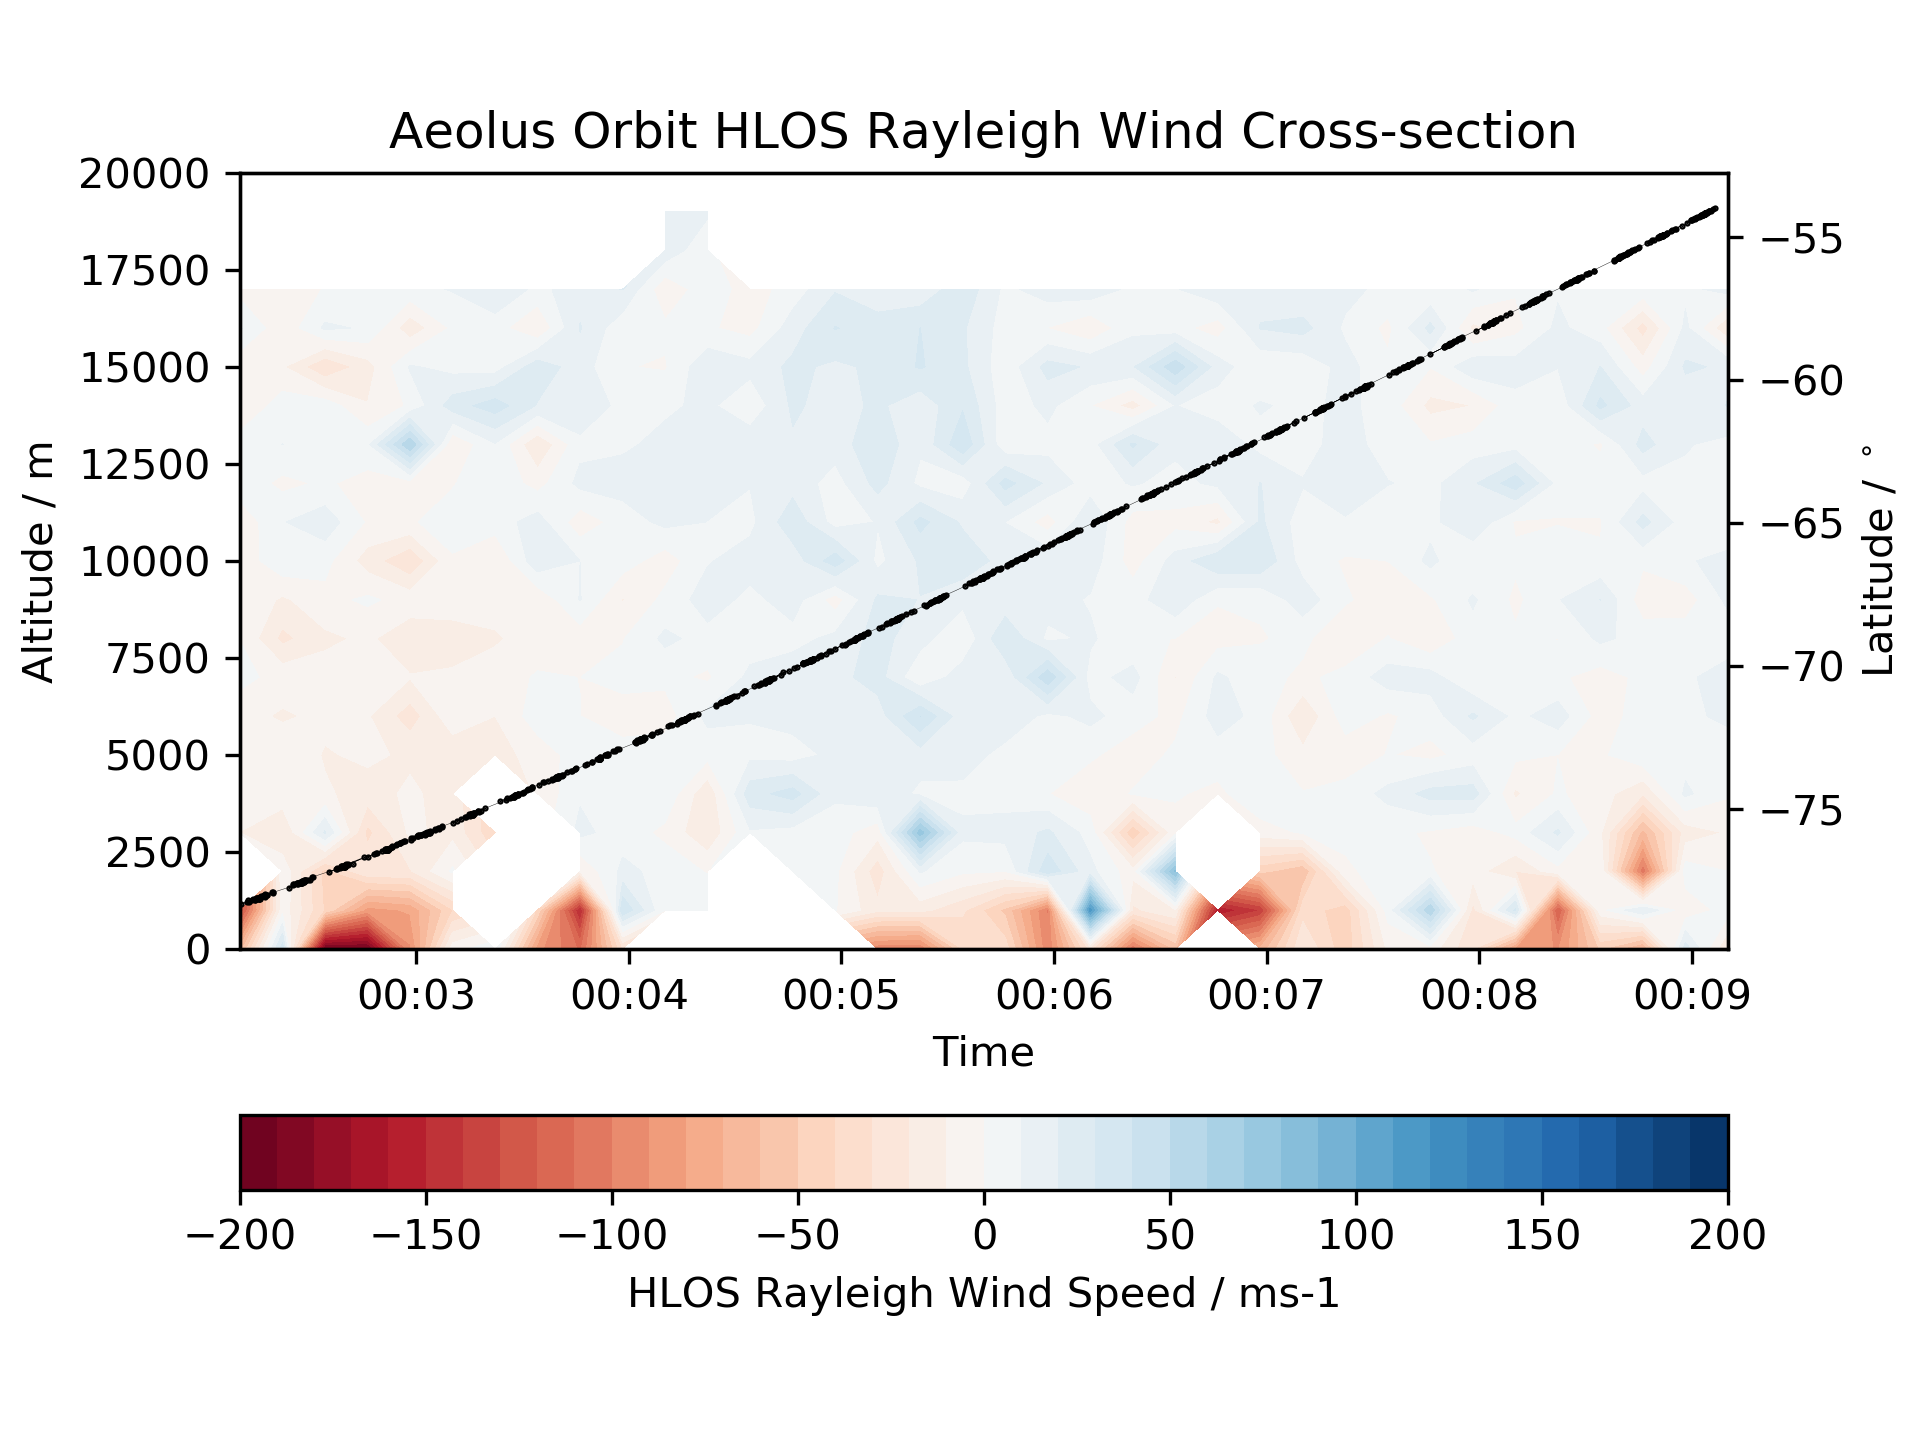 Aeolus Orbit HLOS Rayleigh Wind Cross-section
20000
17500
15000
12500
10000
7500
5000
2500
0
Altitude / m
−55
−60
−65
−70
−75
Latitude / °
00:03 00:04 00:05 00:06 00:07 00:08 00:09
Time
−200 −150 −100 −50 0 50 100 150 200
HLOS Rayleigh Wind Speed / ms-1